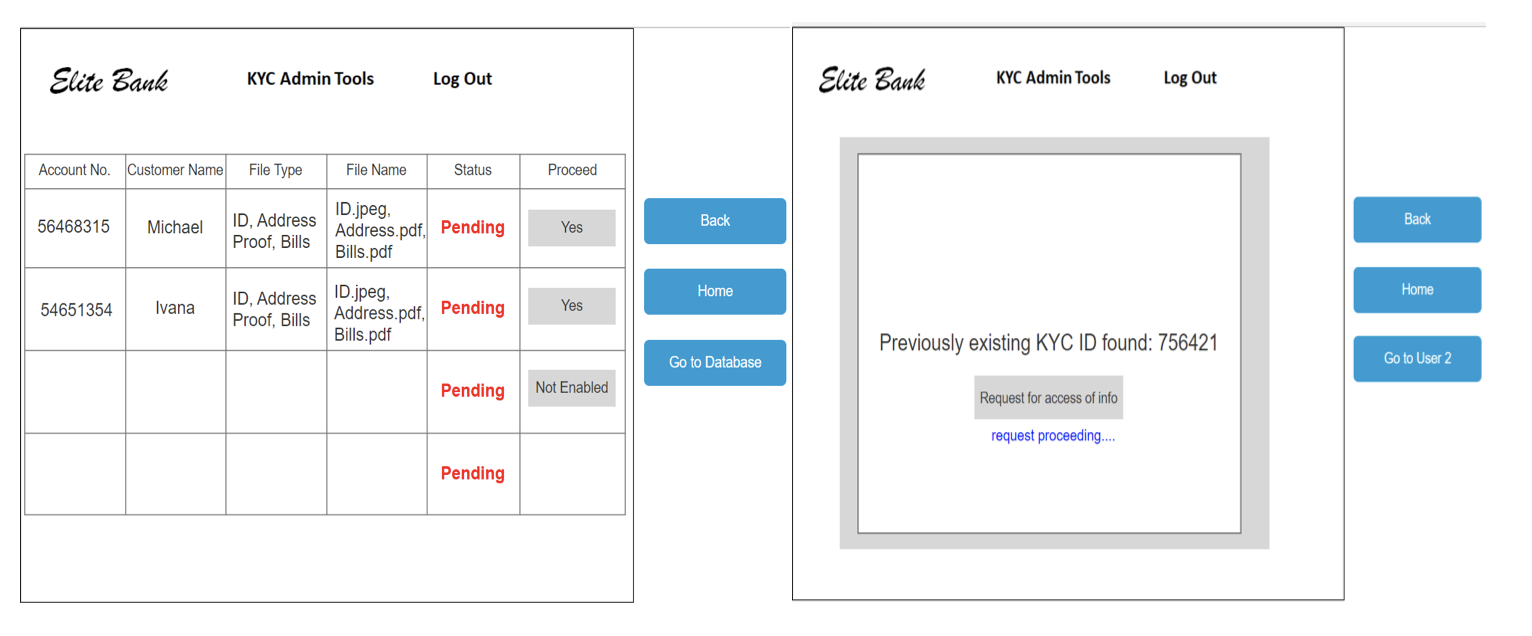 Elite Bank
KYC Admin Tools
Log Out
Account No.
Customer Name
File Type
File Name
Status
Proceed
56468315
Michael
ID, Address
Proof, Bills
ID.jpeg,
Address.pdf,
Bills.pdf
Pending
Yes
54651354
Ivana
ID, Address
Proof, Bills
ID.jpeg,
Address.pdf,
Bills.pdf
Pending
Yes
Pending
Not Enabled
Pending
Back
Home
Go to Database
Elite Bank
KYC Admin Tools
Log Out
Previously existing KYC ID found: 756421
Request for access of info
request proceeding....
Back
Home
Go to User 2